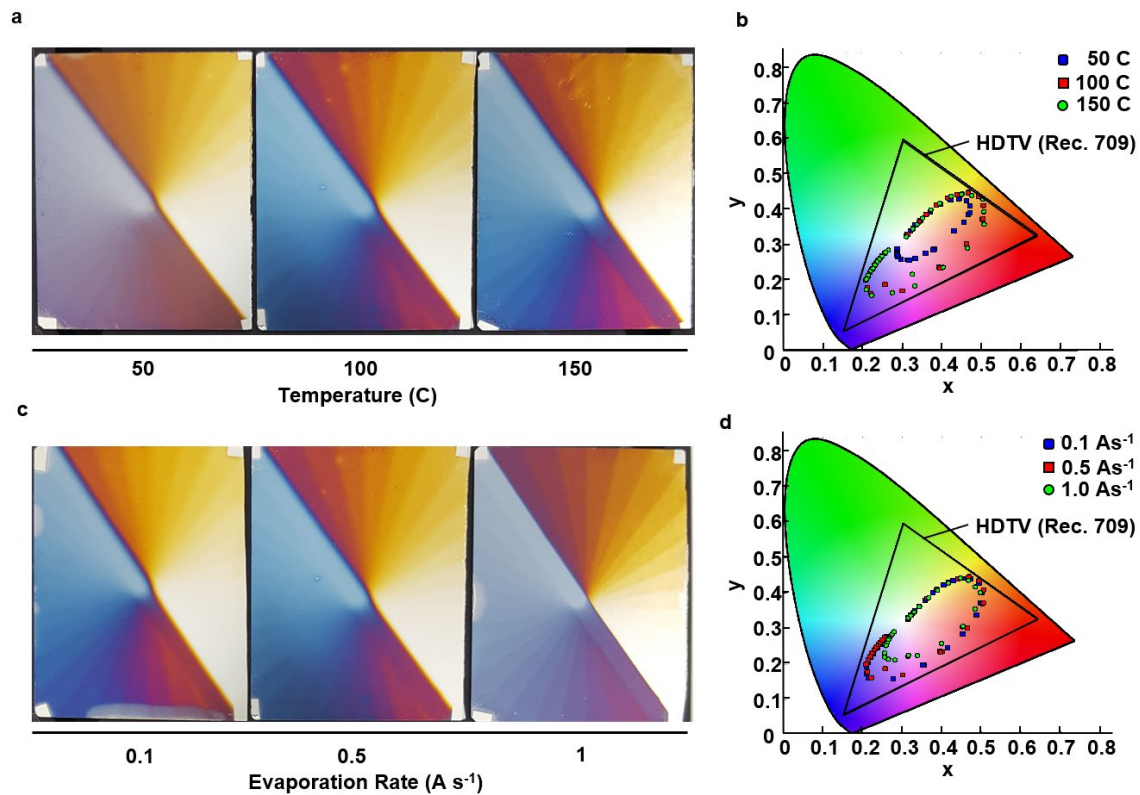 a
50
100
150
Temperature (C)
b
50 C
100 C
150 C
HDTV (Rec. 709)
0.8
0.7
0.6
0.5
0.4
0.3
0.2
0.1
0
y
0 0.1 0.2 0.3 0.4 0.5 0.6 0.7 0.8
x
c
0.1
0.5
1
Evaporation Rate (A s⁻¹)
d
0.1 As⁻¹
0.5 As⁻¹
1.0 As⁻¹
HDTV (Rec. 709)
0.8
0.7
0.6
0.5
0.4
0.3
0.2
0.1
0
y
0 0.1 0.2 0.3 0.4 0.5 0.6 0.7 0.8
x